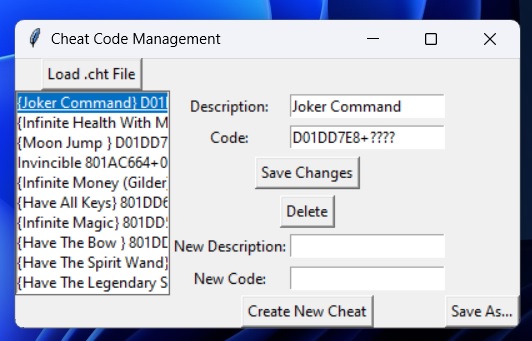 Cheat Code Management
Load .cht File
{Joker Command} D01
{Infinite Health With M
{Moon Jump } D01DD7
Invincible 801AC664+0
{Infinite Money (Gilder)
{Have All Keys} 801DD6
{Infinite Magic} 801DD5
{Have The Bow } 801DD
{Have The Spirit Wand}
{Have The Legendary S
Description: Joker Command
Code: D01DD7E8+????
Save Changes
Delete
New Description:
New Code:
Create New Cheat Save As...